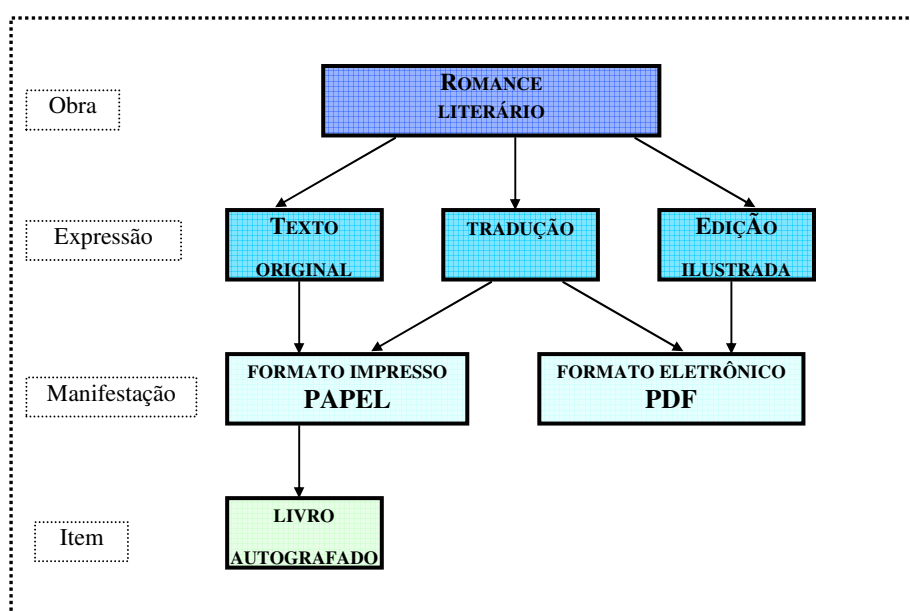 Obra
ROMANCE
LITERÁRIO
Expressão
TEXTO
ORIGINAL
TRADUÇÃO
EDIÇÃO
ILUSTRADA
Manifestação
FORMATO IMPRESSO
PAPEL
FORMATO ELETRÔNICO
PDF
Item
LIVRO
AUTOGRAFADO